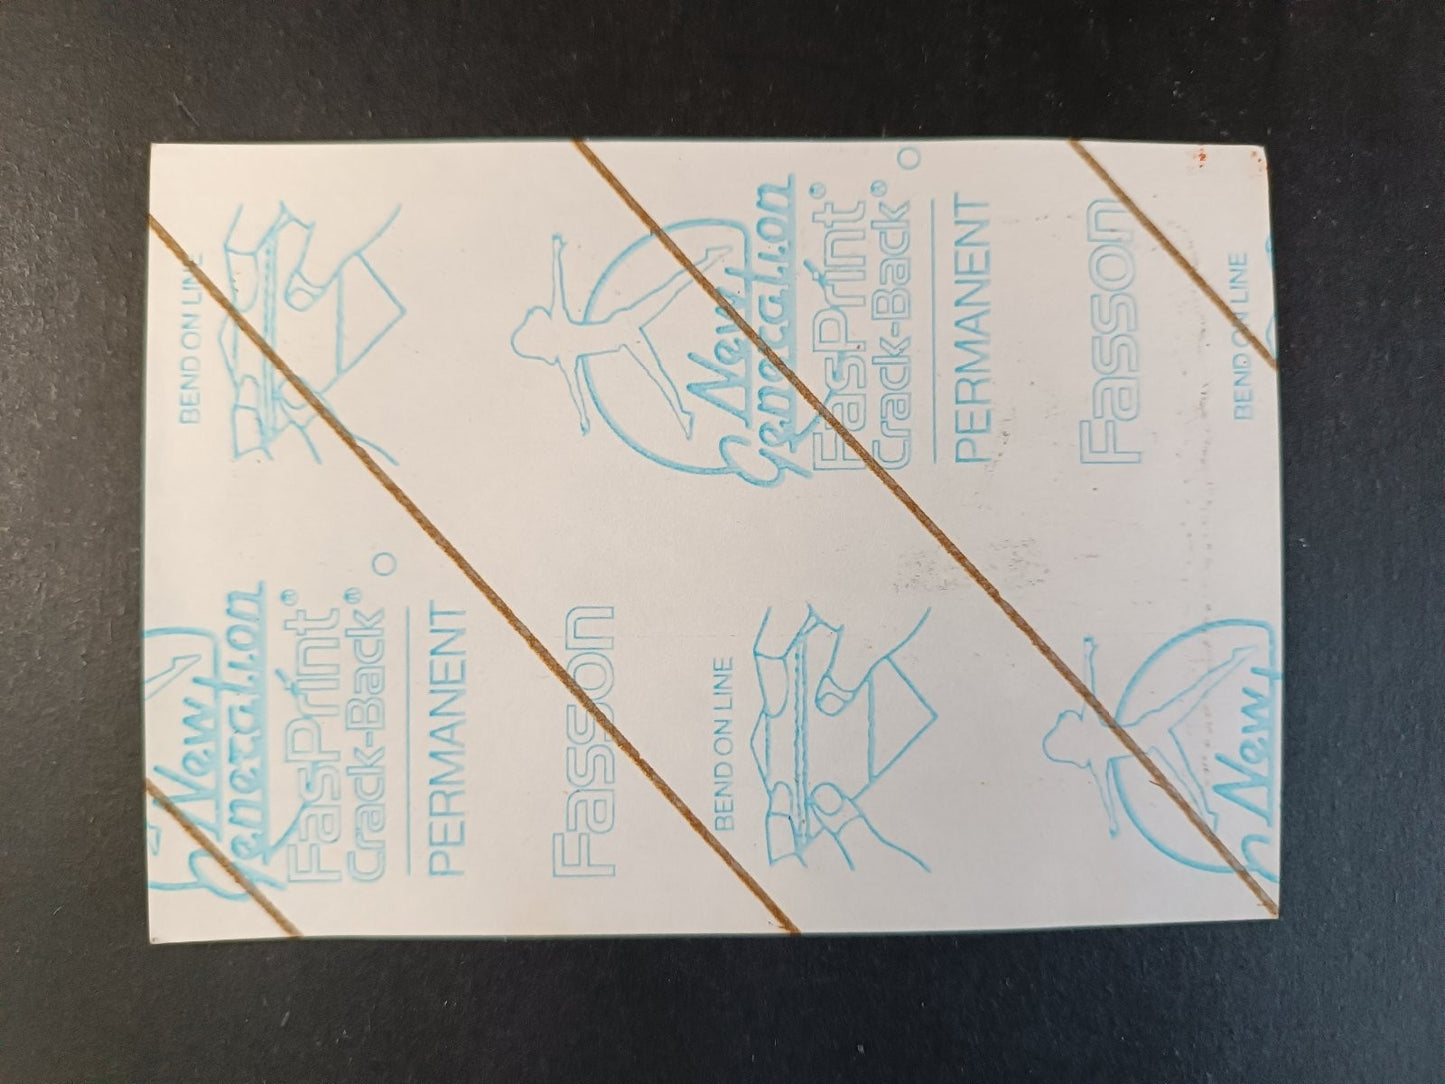 New
Generation
FasPrint®
Crack-Back®
PERMANENT
Fasson
BEND ON LINE
New
BEND ON LINE
New
Generation
FasPrint®
Crack-Back®
PERMANENT
Fasson
BEND ON LINE